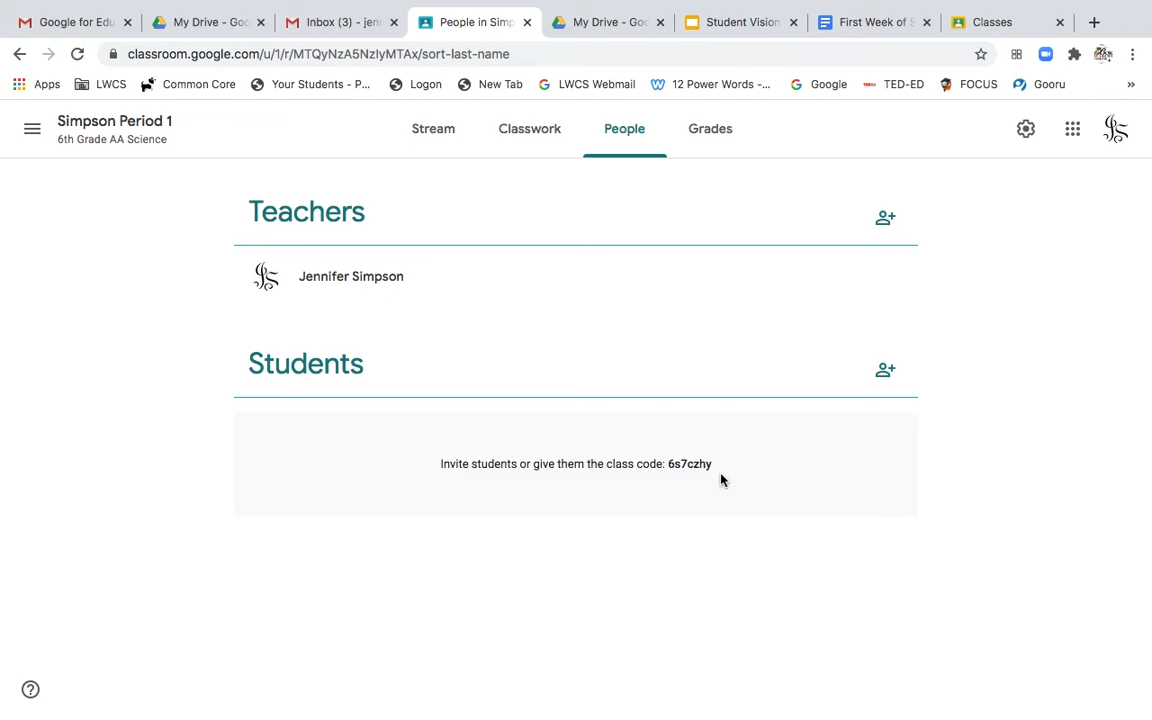 Google for Edu
My Drive - Goo
Inbox (3) - jen
People in Simp
My Drive - Goo
Student Vision
First Week of S
Classes
classroom.google.com/u/1/r/MTQyNzA5NzIyMTAx/sort-last-name
Apps LWCS Common Core Your Students - P... Logon New Tab LWCS Webmail 12 Power Words -... Google TED-ED FOCUS Gooru »
Simpson Period 1
6th Grade AA Science
Stream Classwork People Grades
Teachers
Jennifer Simpson
Students
Invite students or give them the class code: 6s7czhy